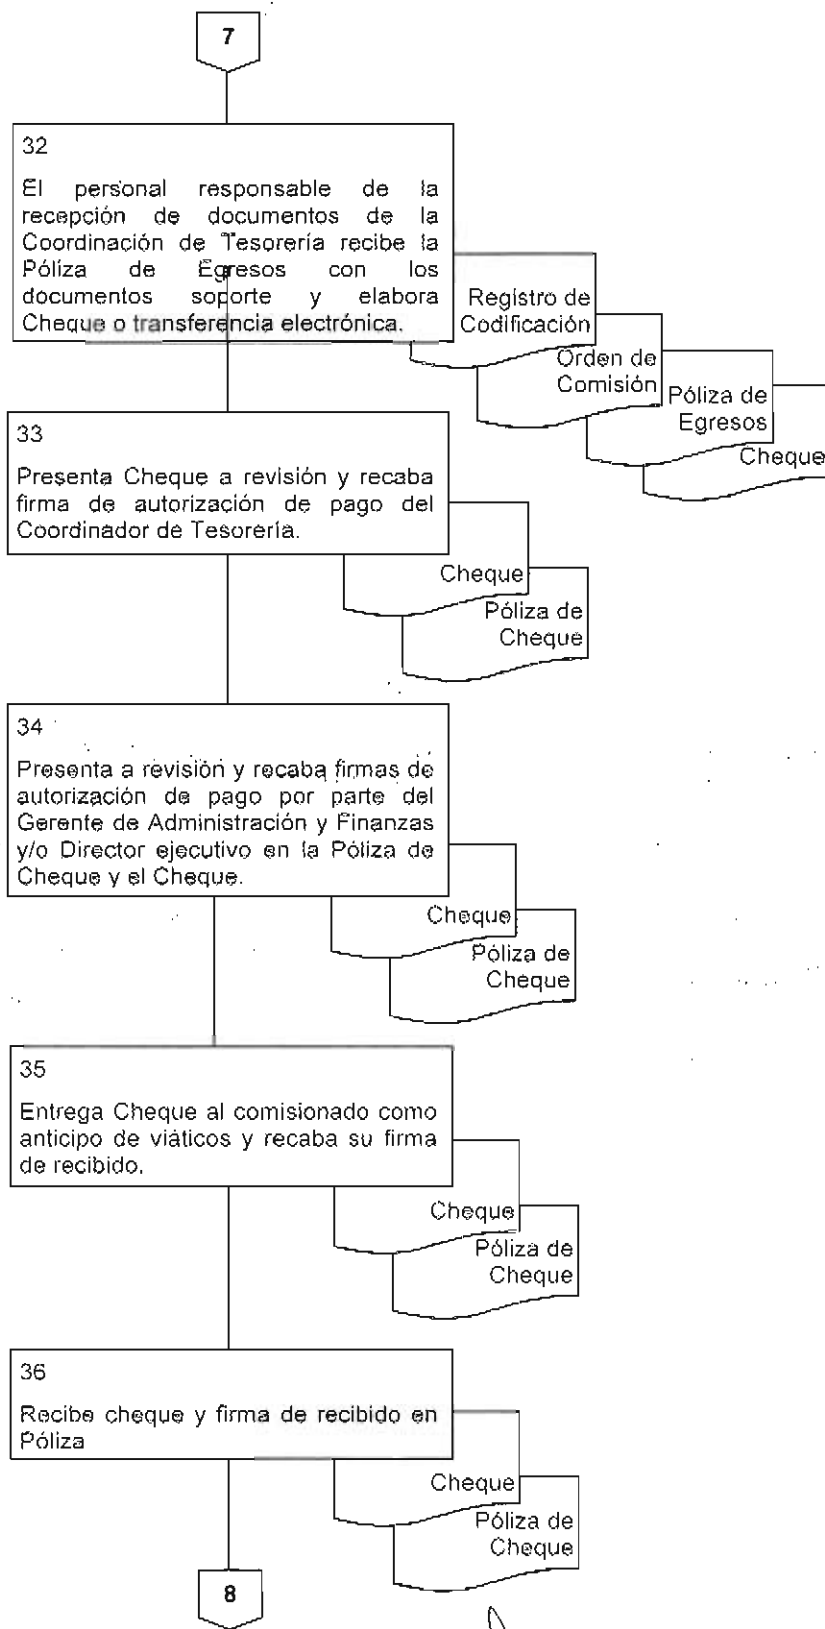 7
32
El personal responsable de la
recepción de documentos de la
Coordinación de Tesorería recibe la
Póliza de Egresos con los
documentos soporte y elabora
Cheque o transferencia electrónica.
Registro de
Codificación
Orden de
Comisión
Póliza de
Egresos
Cheque
33
Presenta Cheque a revisión y recaba
firma de autorización de pago del
Coordinador de Tesorería.
Cheque
Póliza de
Cheque
34
Presenta a revisión y recaba firmas de
autorización de pago por parte del
Gerente de Administración y Finanzas
y/o Director ejecutivo en la Póliza de
Cheque y el Cheque.
Cheque
Póliza de
Cheque
35
Entrega Cheque al comisionado como
anticipo de viáticos y recaba su firma
de recibido.
Cheque
Póliza de
Cheque
36
Recibe cheque y firma de recibido en
Póliza
Cheque
Póliza de
Cheque
8